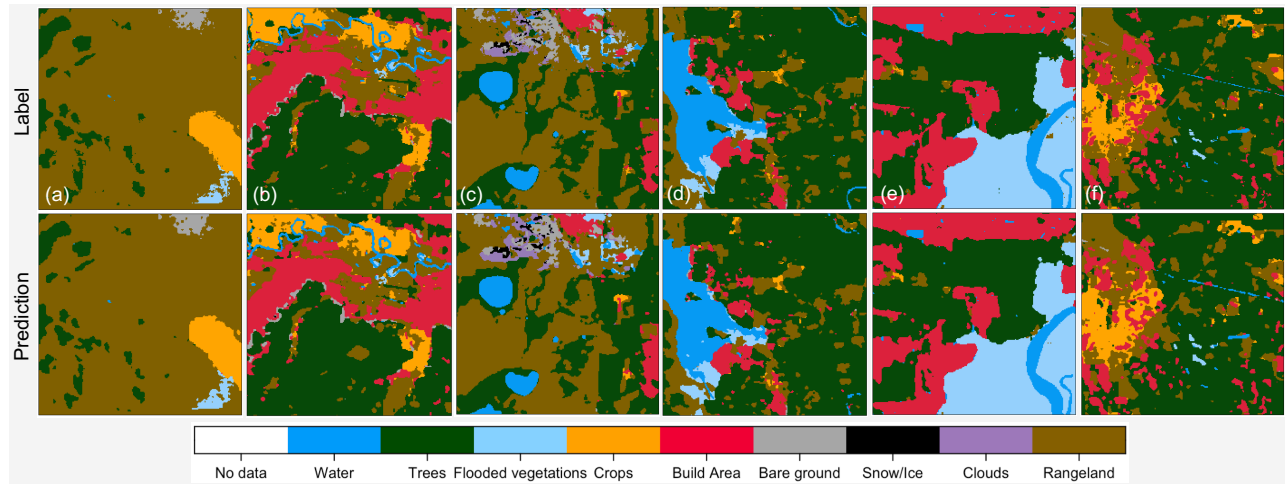 Label
(a)
(b)
(c)
(d)
(e)
(f)
Prediction
No data
Water
Trees
Flooded vegetations
Crops
Build Area
Bare ground
Snow/Ice
Clouds
Rangeland